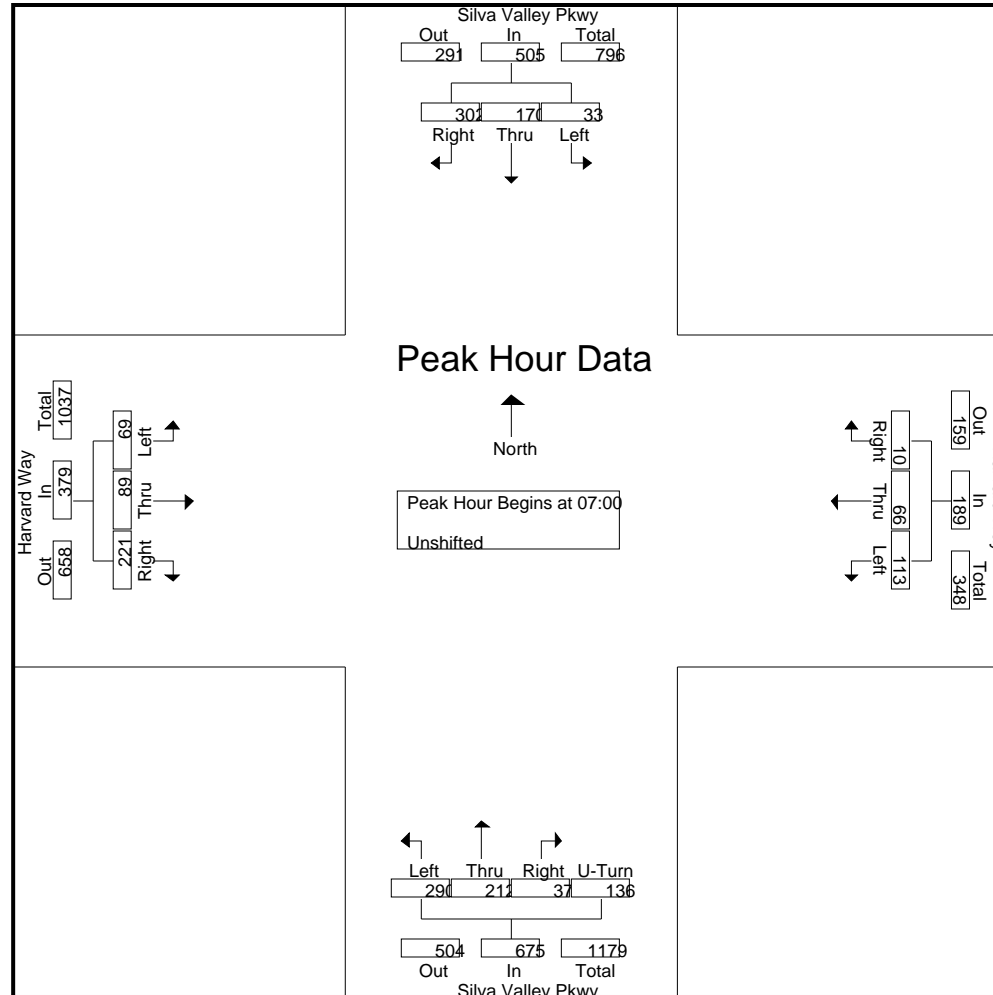 Silva Valley Pkwy
Out In Total
291 505 796
302 170 33
Right Thru Left
Peak Hour Data
North
Peak Hour Begins at 07:00
Unshifted
Harvard Way
Total In Out
1037 379 658
69 89 221
Left Thru Right
Right Thru Left
10 66 113
159 189 348
Out In Total
Left Thru Right U-Turn
290 212 37 136
504 675 1179
Out In Total
Silva Valley Pkwy